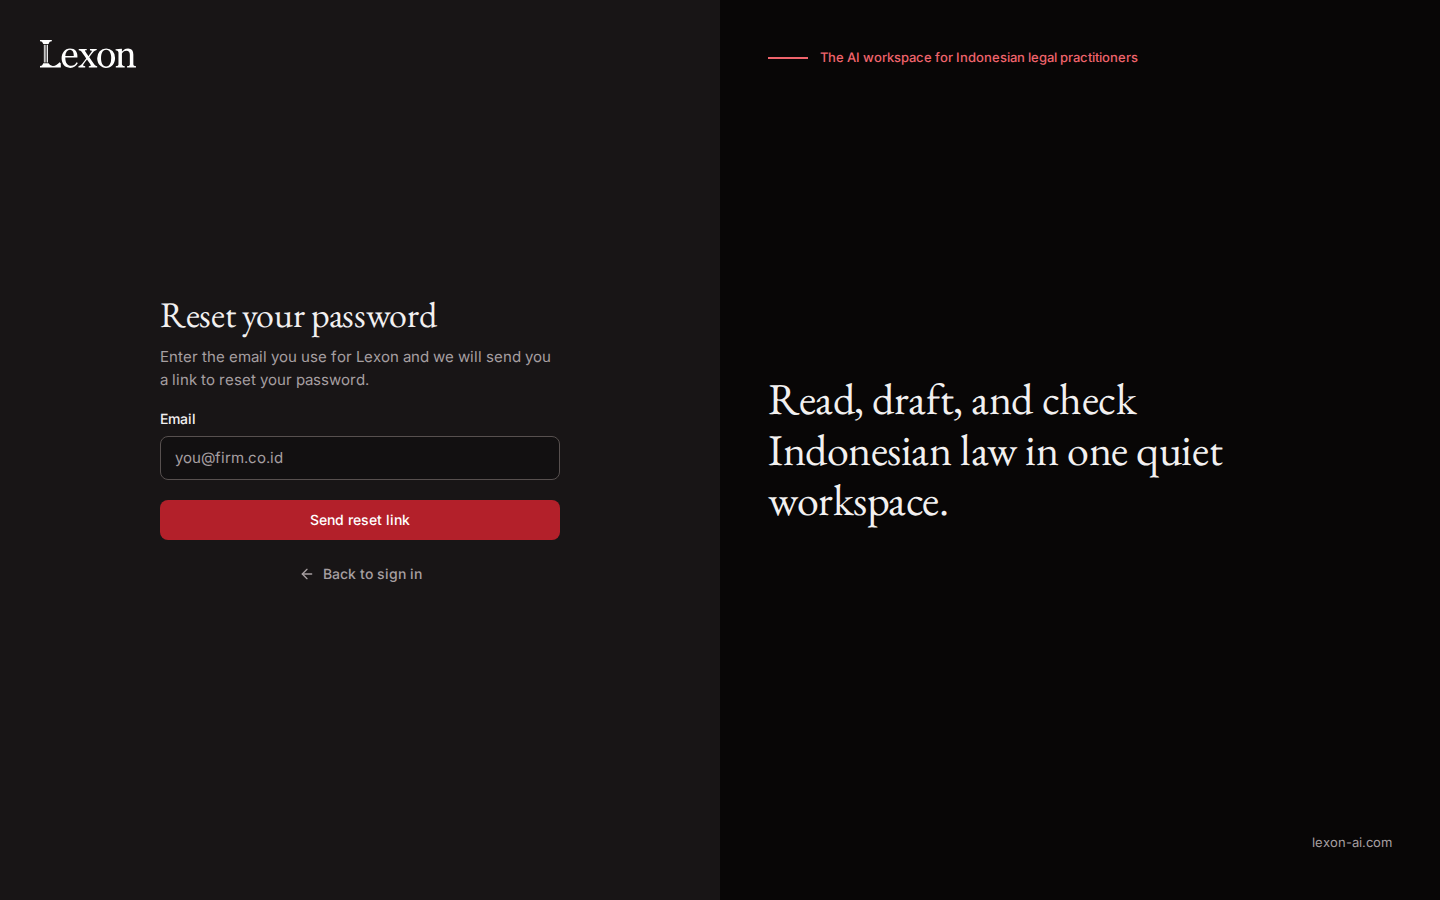 Lexon
Reset your password
Enter the email you use for Lexon and we will send you
a link to reset your password.
Email
you@firm.co.id
Send reset link
Back to sign in
The AI workspace for Indonesian legal practitioners
Read, draft, and check
Indonesian law in one quiet
workspace.
lexon-ai.com